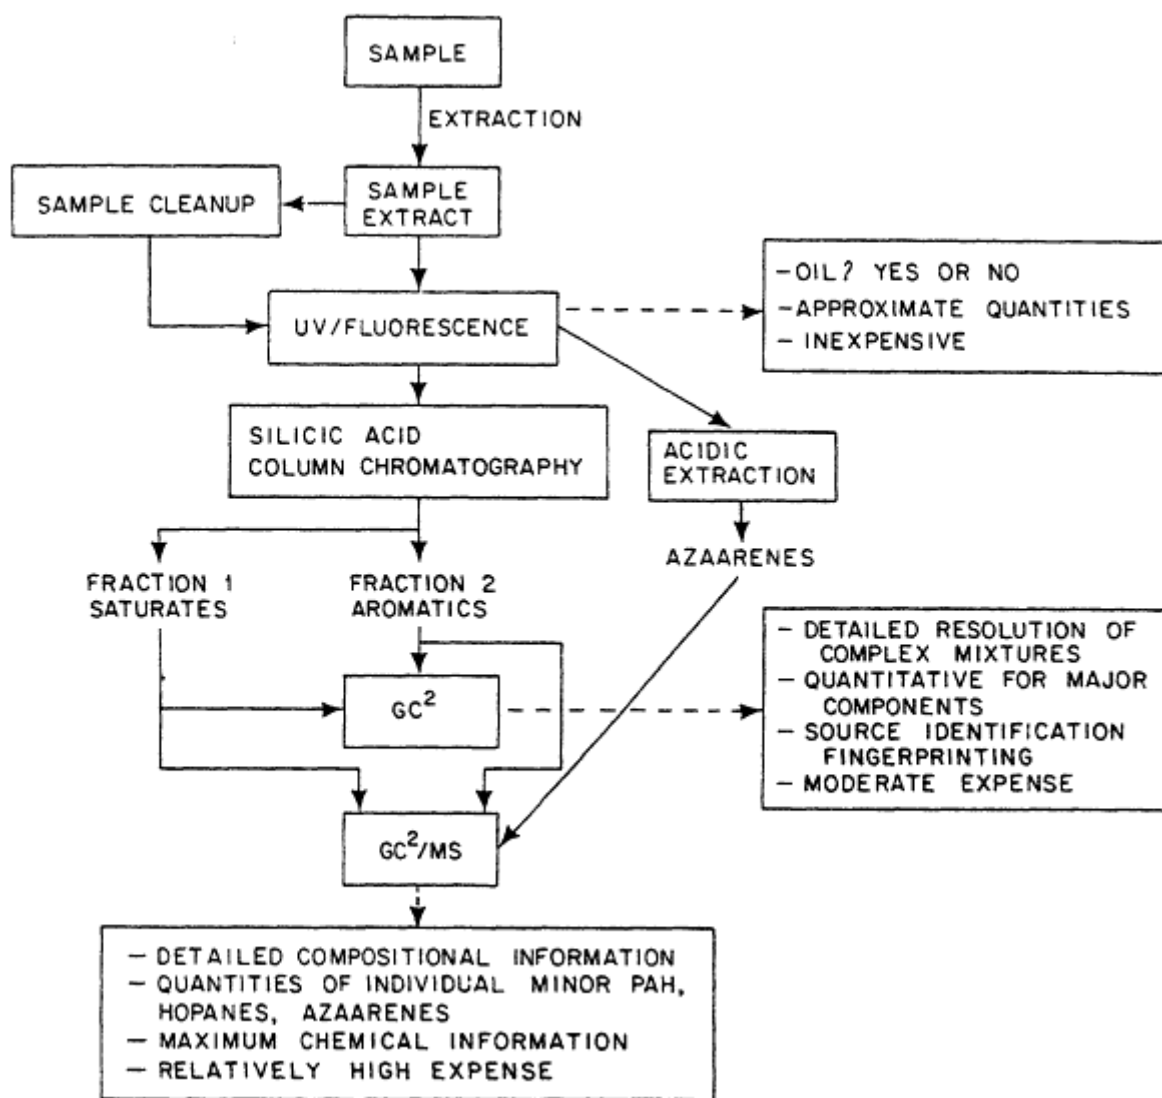 SAMPLE
EXTRACTION
SAMPLE CLEANUP
SAMPLE
EXTRACT
UV/FLUORESCENCE
–OIL? YES OR NO
–APPROXIMATE QUANTITIES
– INEXPENSIVE
SILICIC ACID
COLUMN CHROMATOGRAPHY
ACIDIC
EXTRACTION
AZAARENES
FRACTION 1
SATURATES
FRACTION 2
AROMATICS
GC²
– DETAILED RESOLUTION OF
COMPLEX MIXTURES
– QUANTITATIVE FOR MAJOR
COMPONENTS
– SOURCE IDENTIFICATION
FINGERPRINTING
– MODERATE EXPENSE
GC²/MS
– DETAILED COMPOSITIONAL INFORMATION
– QUANTITIES OF INDIVIDUAL MINOR PAH,
HOPANES, AZAARENES
– MAXIMUM CHEMICAL INFORMATION
– RELATIVELY HIGH EXPENSE